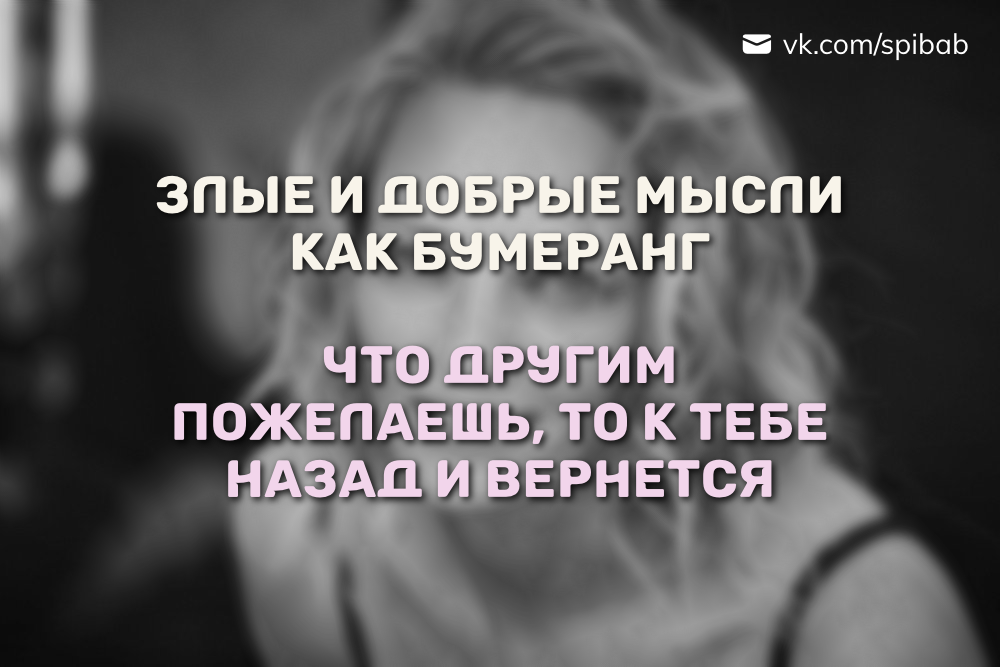 vk.com/spibab
ЗЛЫЕ И ДОБРЫЕ МЫСЛИ
КАК БУМЕРАНГ
ЧТО ДРУГИМ
ПОЖЕЛАЕШЬ, ТО К ТЕБЕ
НАЗАД И ВЕРНЕТСЯ